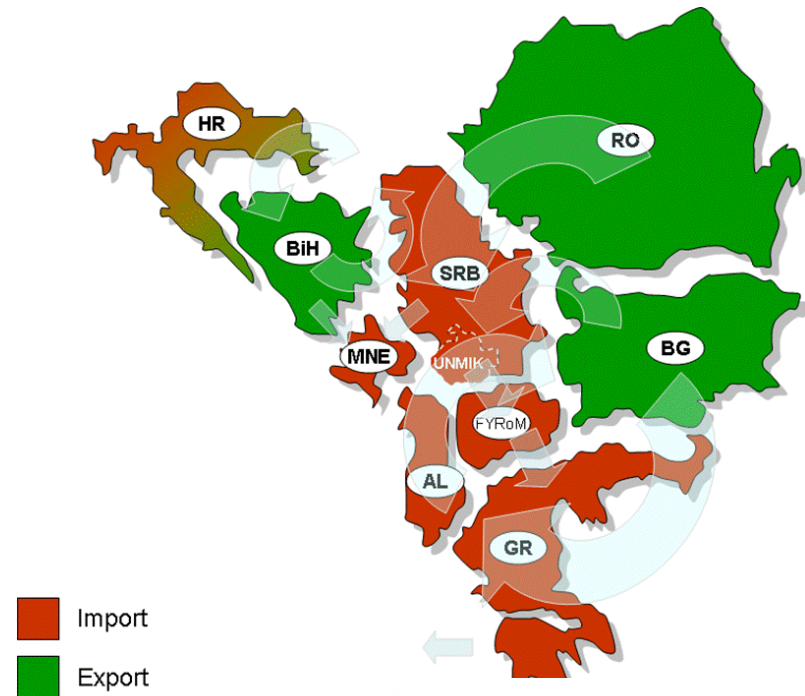 HR
RO
BiH
SRB
MNE
UNMIK
BG
FYRoM
AL
GR
Import
Export